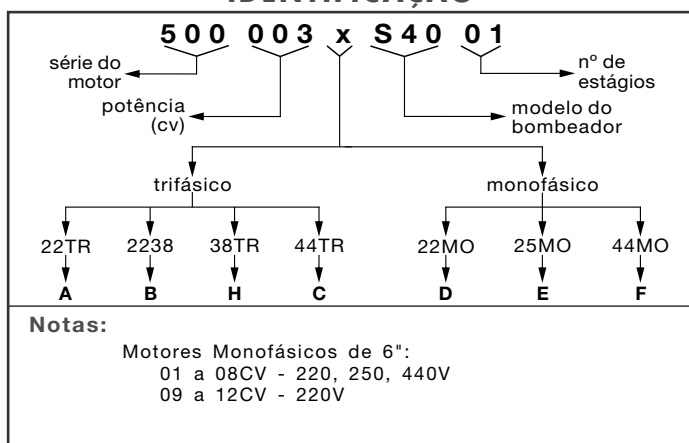 IDENTIFICAÇÃO
500 003 x S40 01
série do motor
nº de estágios
potência (cv)
modelo do bombeador
trifásico
monofásico
22TR 2238 38TR 44TR 22MO 25MO 44MO
A B H C D E F
Notas:
Motores Monofásicos de 6":
01 a 08CV - 220, 250, 440V
09 a 12CV - 220V